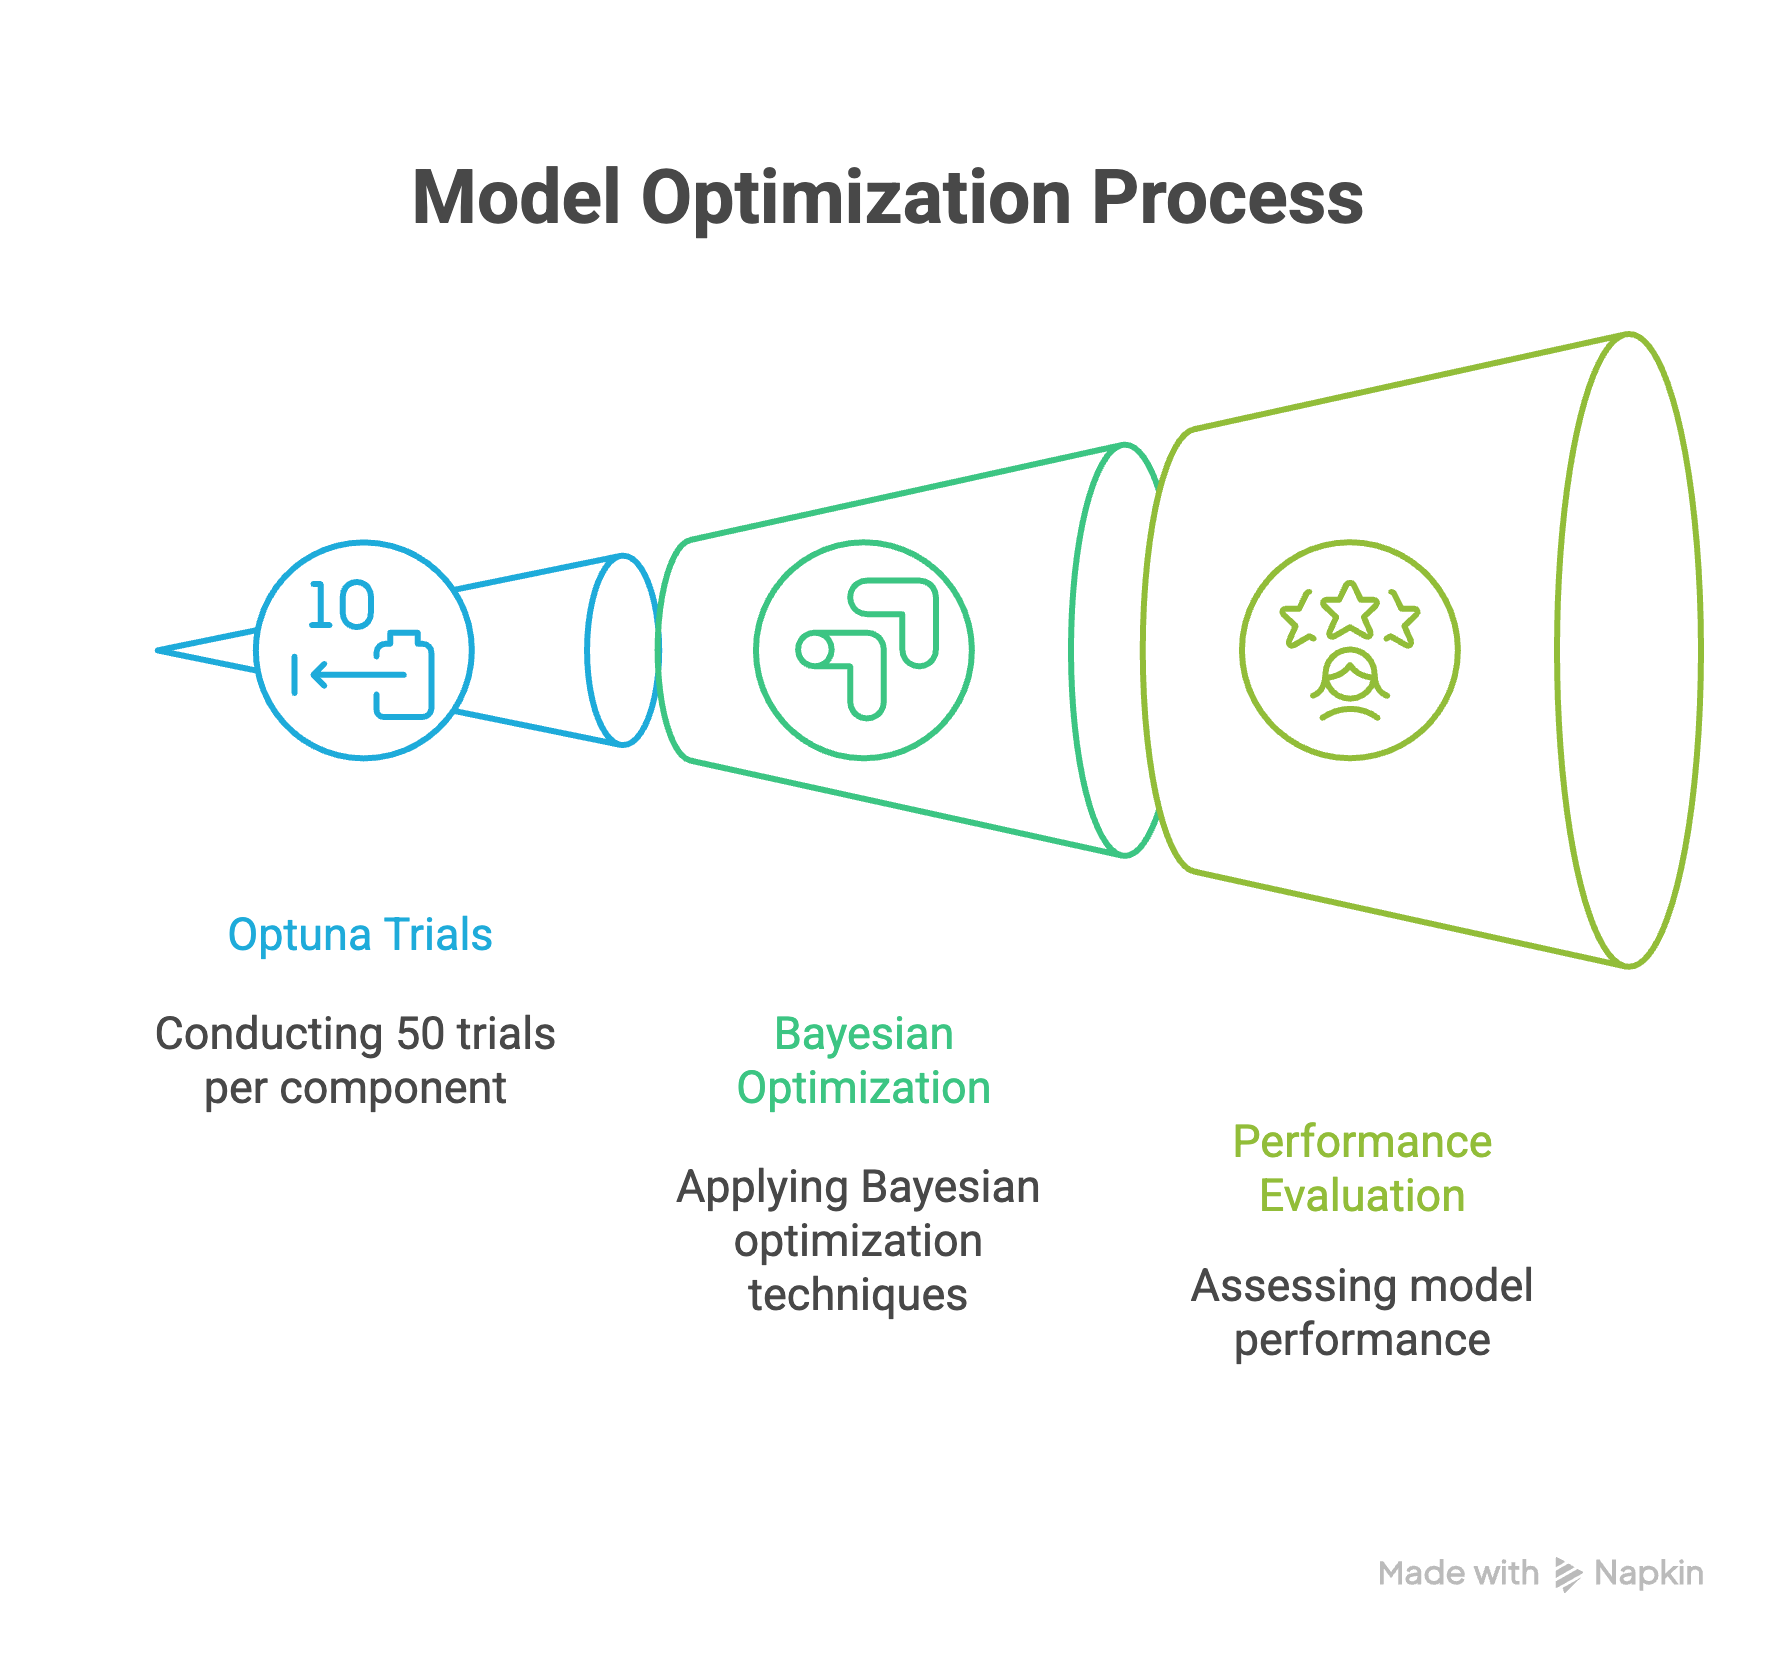 Model Optimization Process
10
Optuna Trials
Conducting 50 trials
per component
Bayesian
Optimization
Applying Bayesian
optimization
techniques
Performance
Evaluation
Assessing model
performance
Made with Napkin